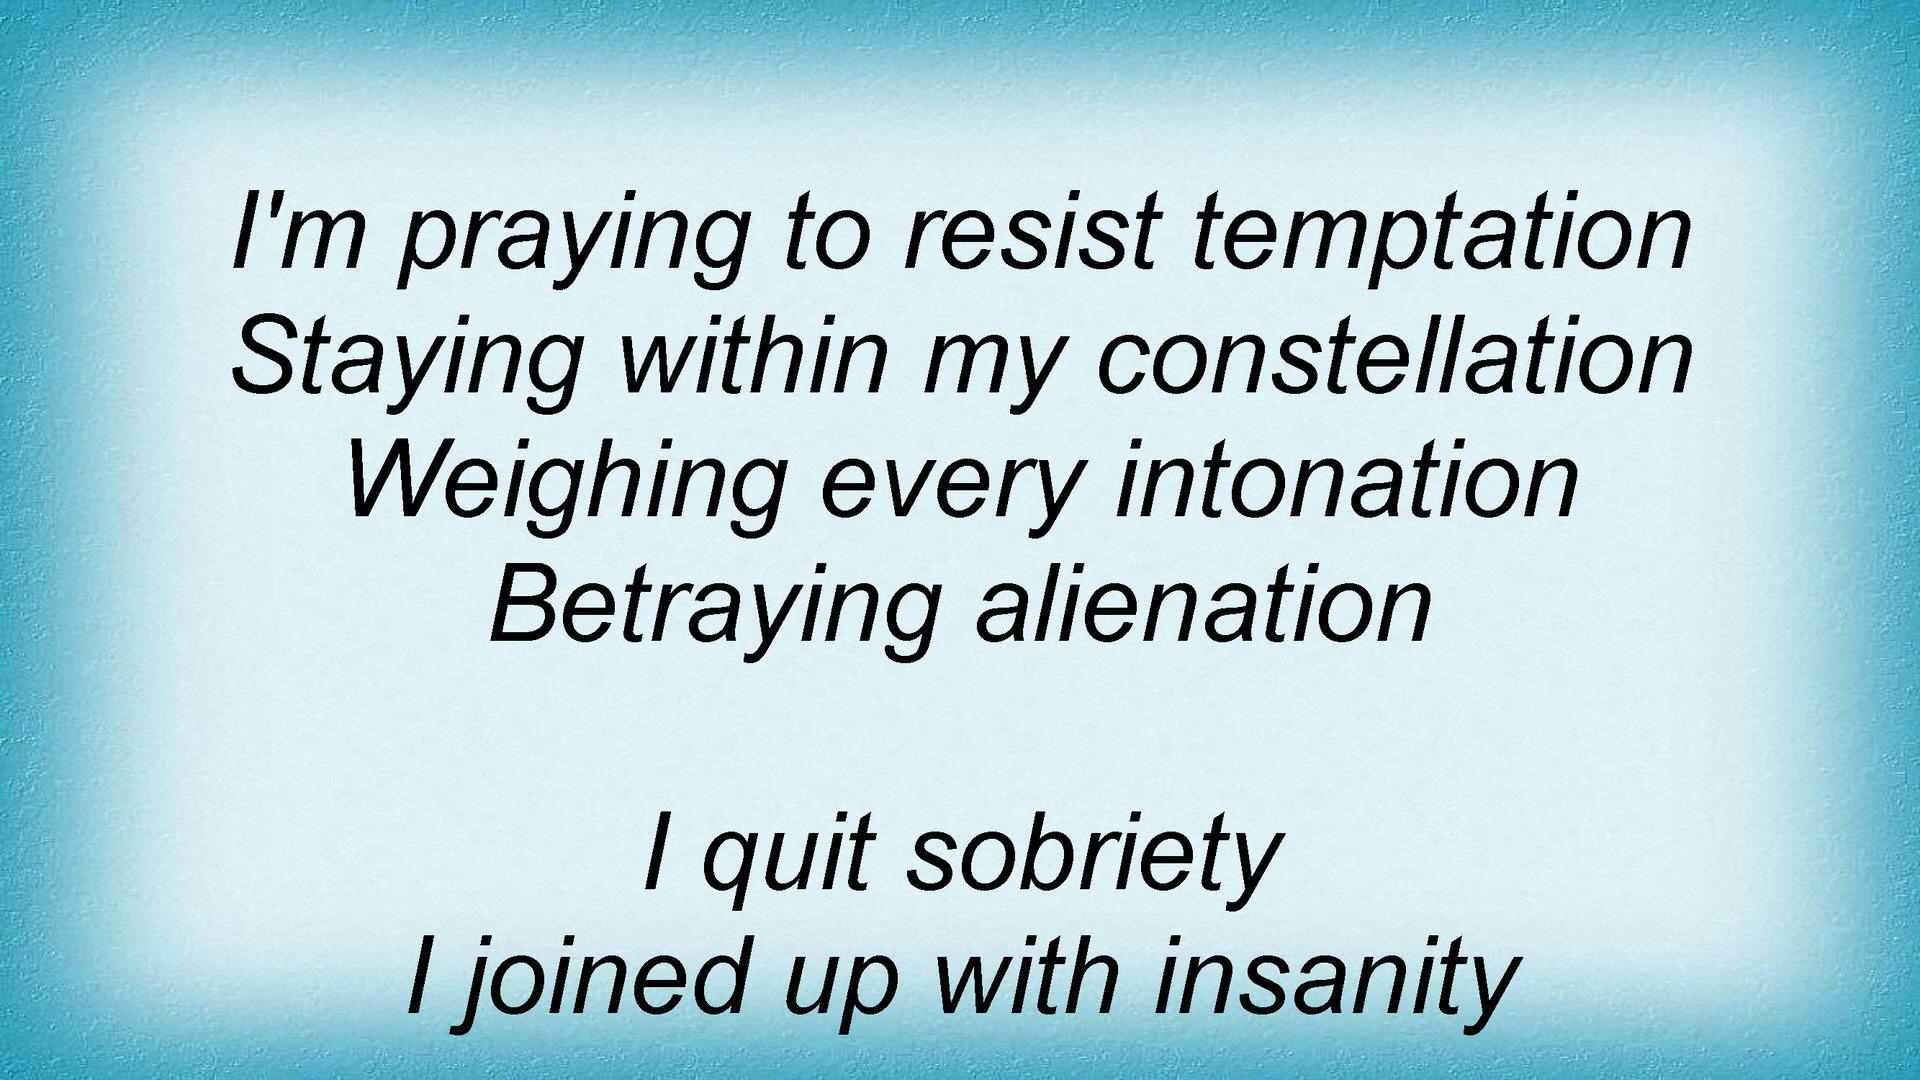 I'm praying to resist temptation
Staying within my constellation
Weighing every intonation
Betraying alienation
I quit sobriety
I joined up with insanity